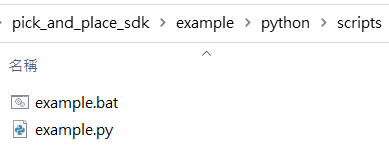 pick_and_place_sdk > example > python > scripts
名稱
example.bat
example.py